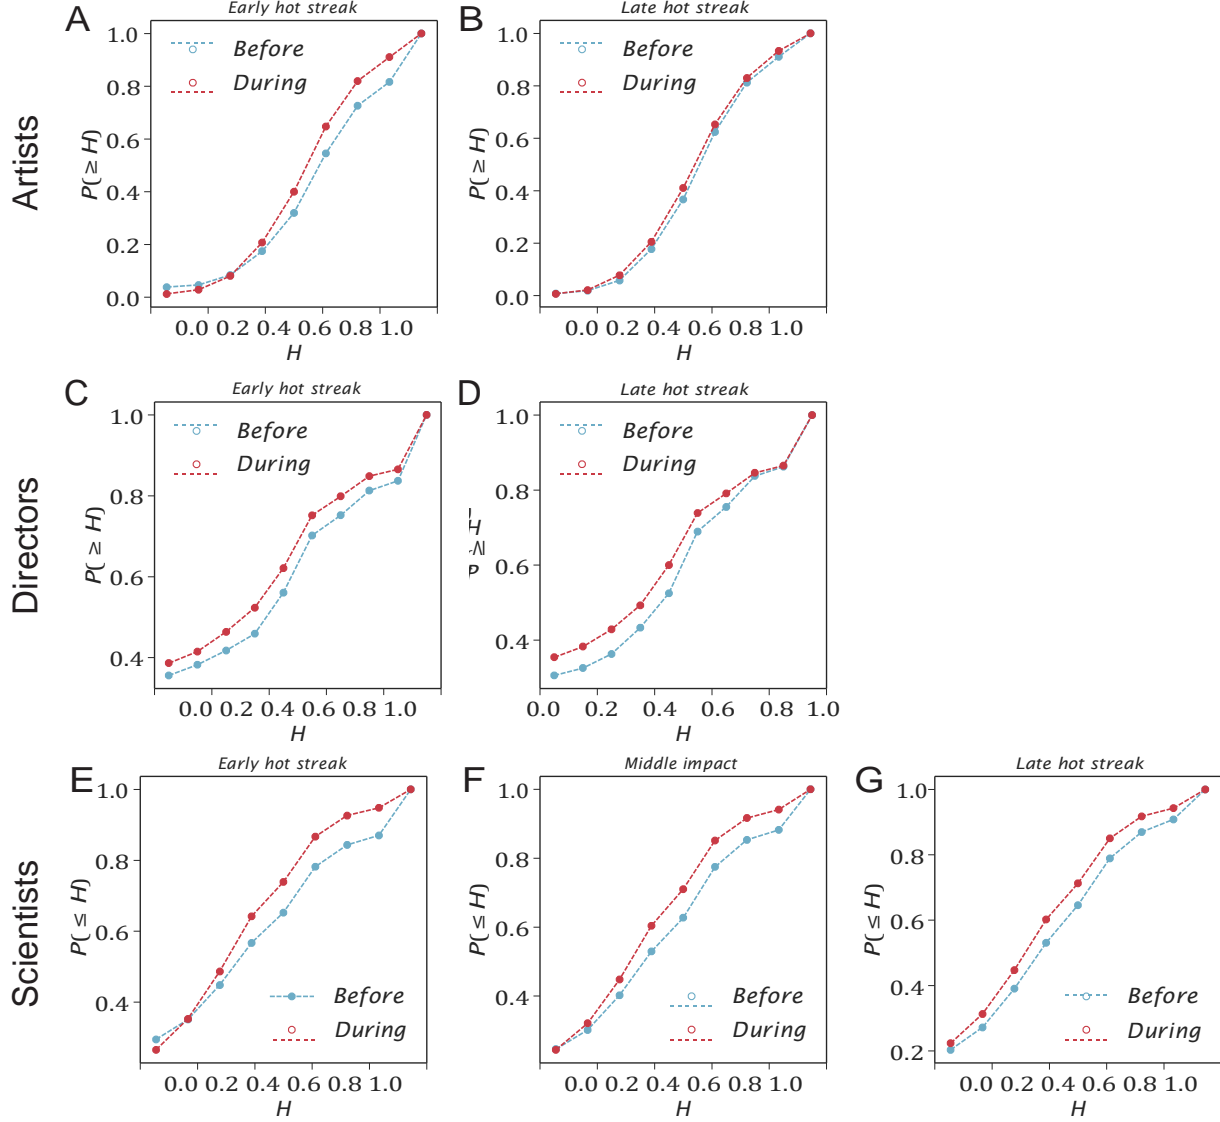 A
Early hot streak
1.0
0.8
0.6
0.4
0.2
0.0
P(≥ H)
Before
During
0.0 0.2 0.4 0.6 0.8 1.0
H
B
Late hot streak
1.0
0.8
0.6
0.4
0.2
0.0
P(≥ H)
Before
During
0.0 0.2 0.4 0.6 0.8 1.0
H
Artists
C
Early hot streak
1.0
0.8
0.6
0.4
P( ≥ H)
Before
During
0.0 0.2 0.4 0.6 0.8 1.0
H
D
Late hot streak
1.0
0.8
0.6
0.4
H
P
Before
During
0.0 0.2 0.4 0.6 0.8 1.0
H
Directors
E
Early hot streak
1.0
0.8
0.6
0.4
P( ≤ H)
Before
During
0.0 0.2 0.4 0.6 0.8 1.0
H
F
Middle impact
1.0
0.8
0.6
0.4
P( ≤ H)
Before
During
0.0 0.2 0.4 0.6 0.8 1.0
H
G
Late hot streak
1.0
0.8
0.6
0.4
0.2
P( ≤ H)
Before
During
0.0 0.2 0.4 0.6 0.8 1.0
H
Scientists